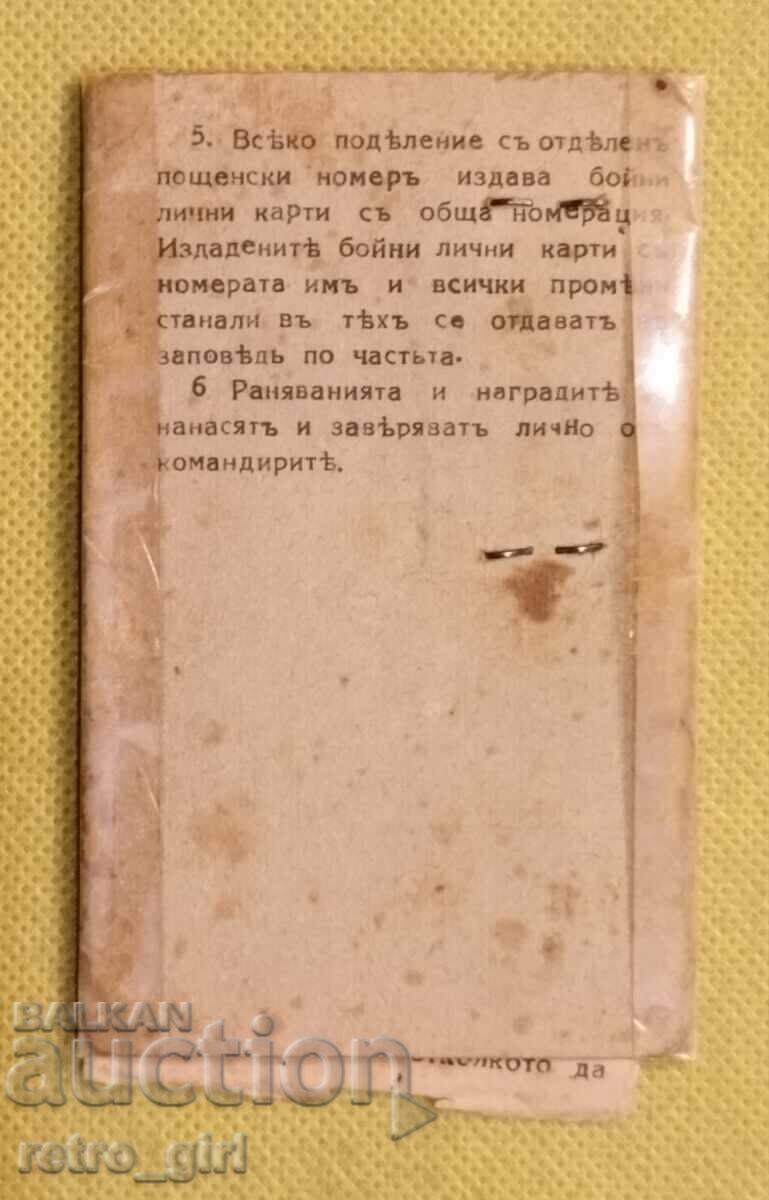 5. Всѣко подѣление съ отдѣленъ
пощенски номеръ издава бойни
лични карти съ обща номерация.
Издаденитѣ бойни лични карти
номерата имъ и всички промѣни
станали въ тѣхъ се отдаватъ
заповѣдь по частьта.
6 Раняванията и наградитѣ
нанасятъ и завѣряватъ лично
командиритѣ.
да
BALKAN
auction
retro_girl